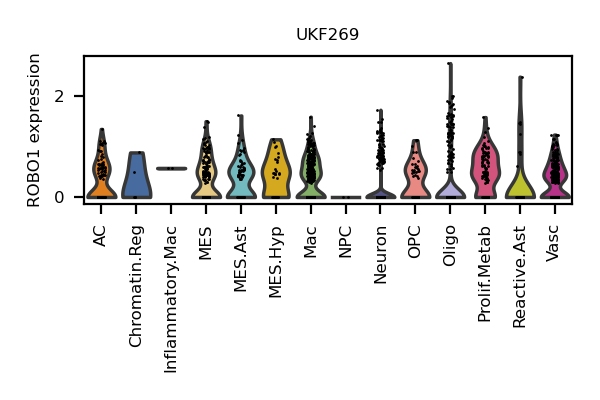 UKF269
ROBO1 expression
2
0
AC
Chromatin.Reg
Inflammatory.Mac
MES
MES.Ast
MES.Hyp
Mac
NPC
Neuron
OPC
Oligo
Prolif.Metab
Reactive.Ast
Vasc